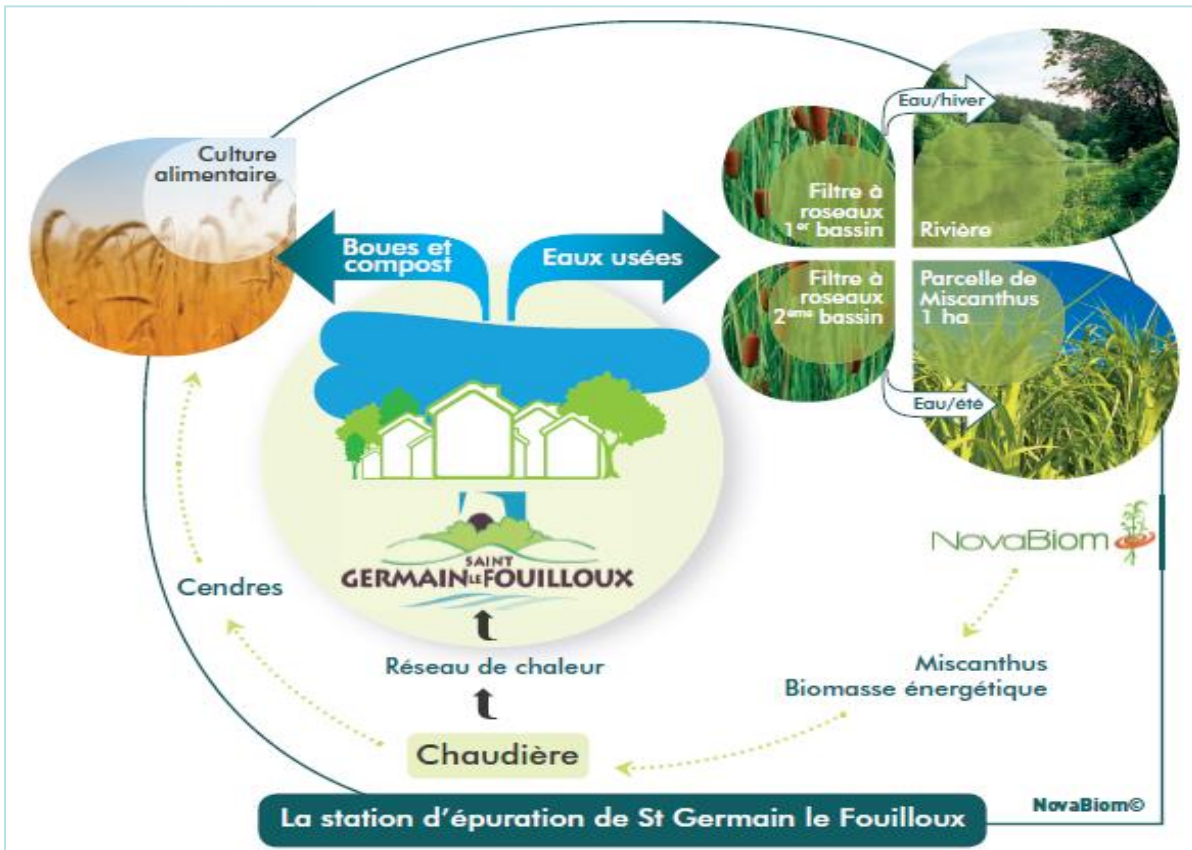 Culture
alimentaire
Boues et
compost
Eaux usées
Eau/hiver
Filtre à
roseaux
1er bassin
Rivière
Filtre à
roseaux
2ème bassin
Parcelle de
Miscanthus
1 ha
Eau/été
SAINT
GERMAIN LE FOUILLOUX
NovaBiom
Cendres
Réseau de chaleur
Miscanthus
Biomasse énergétique
Chaudière
La station d'épuration de St Germain le Fouilloux
NovaBiom©